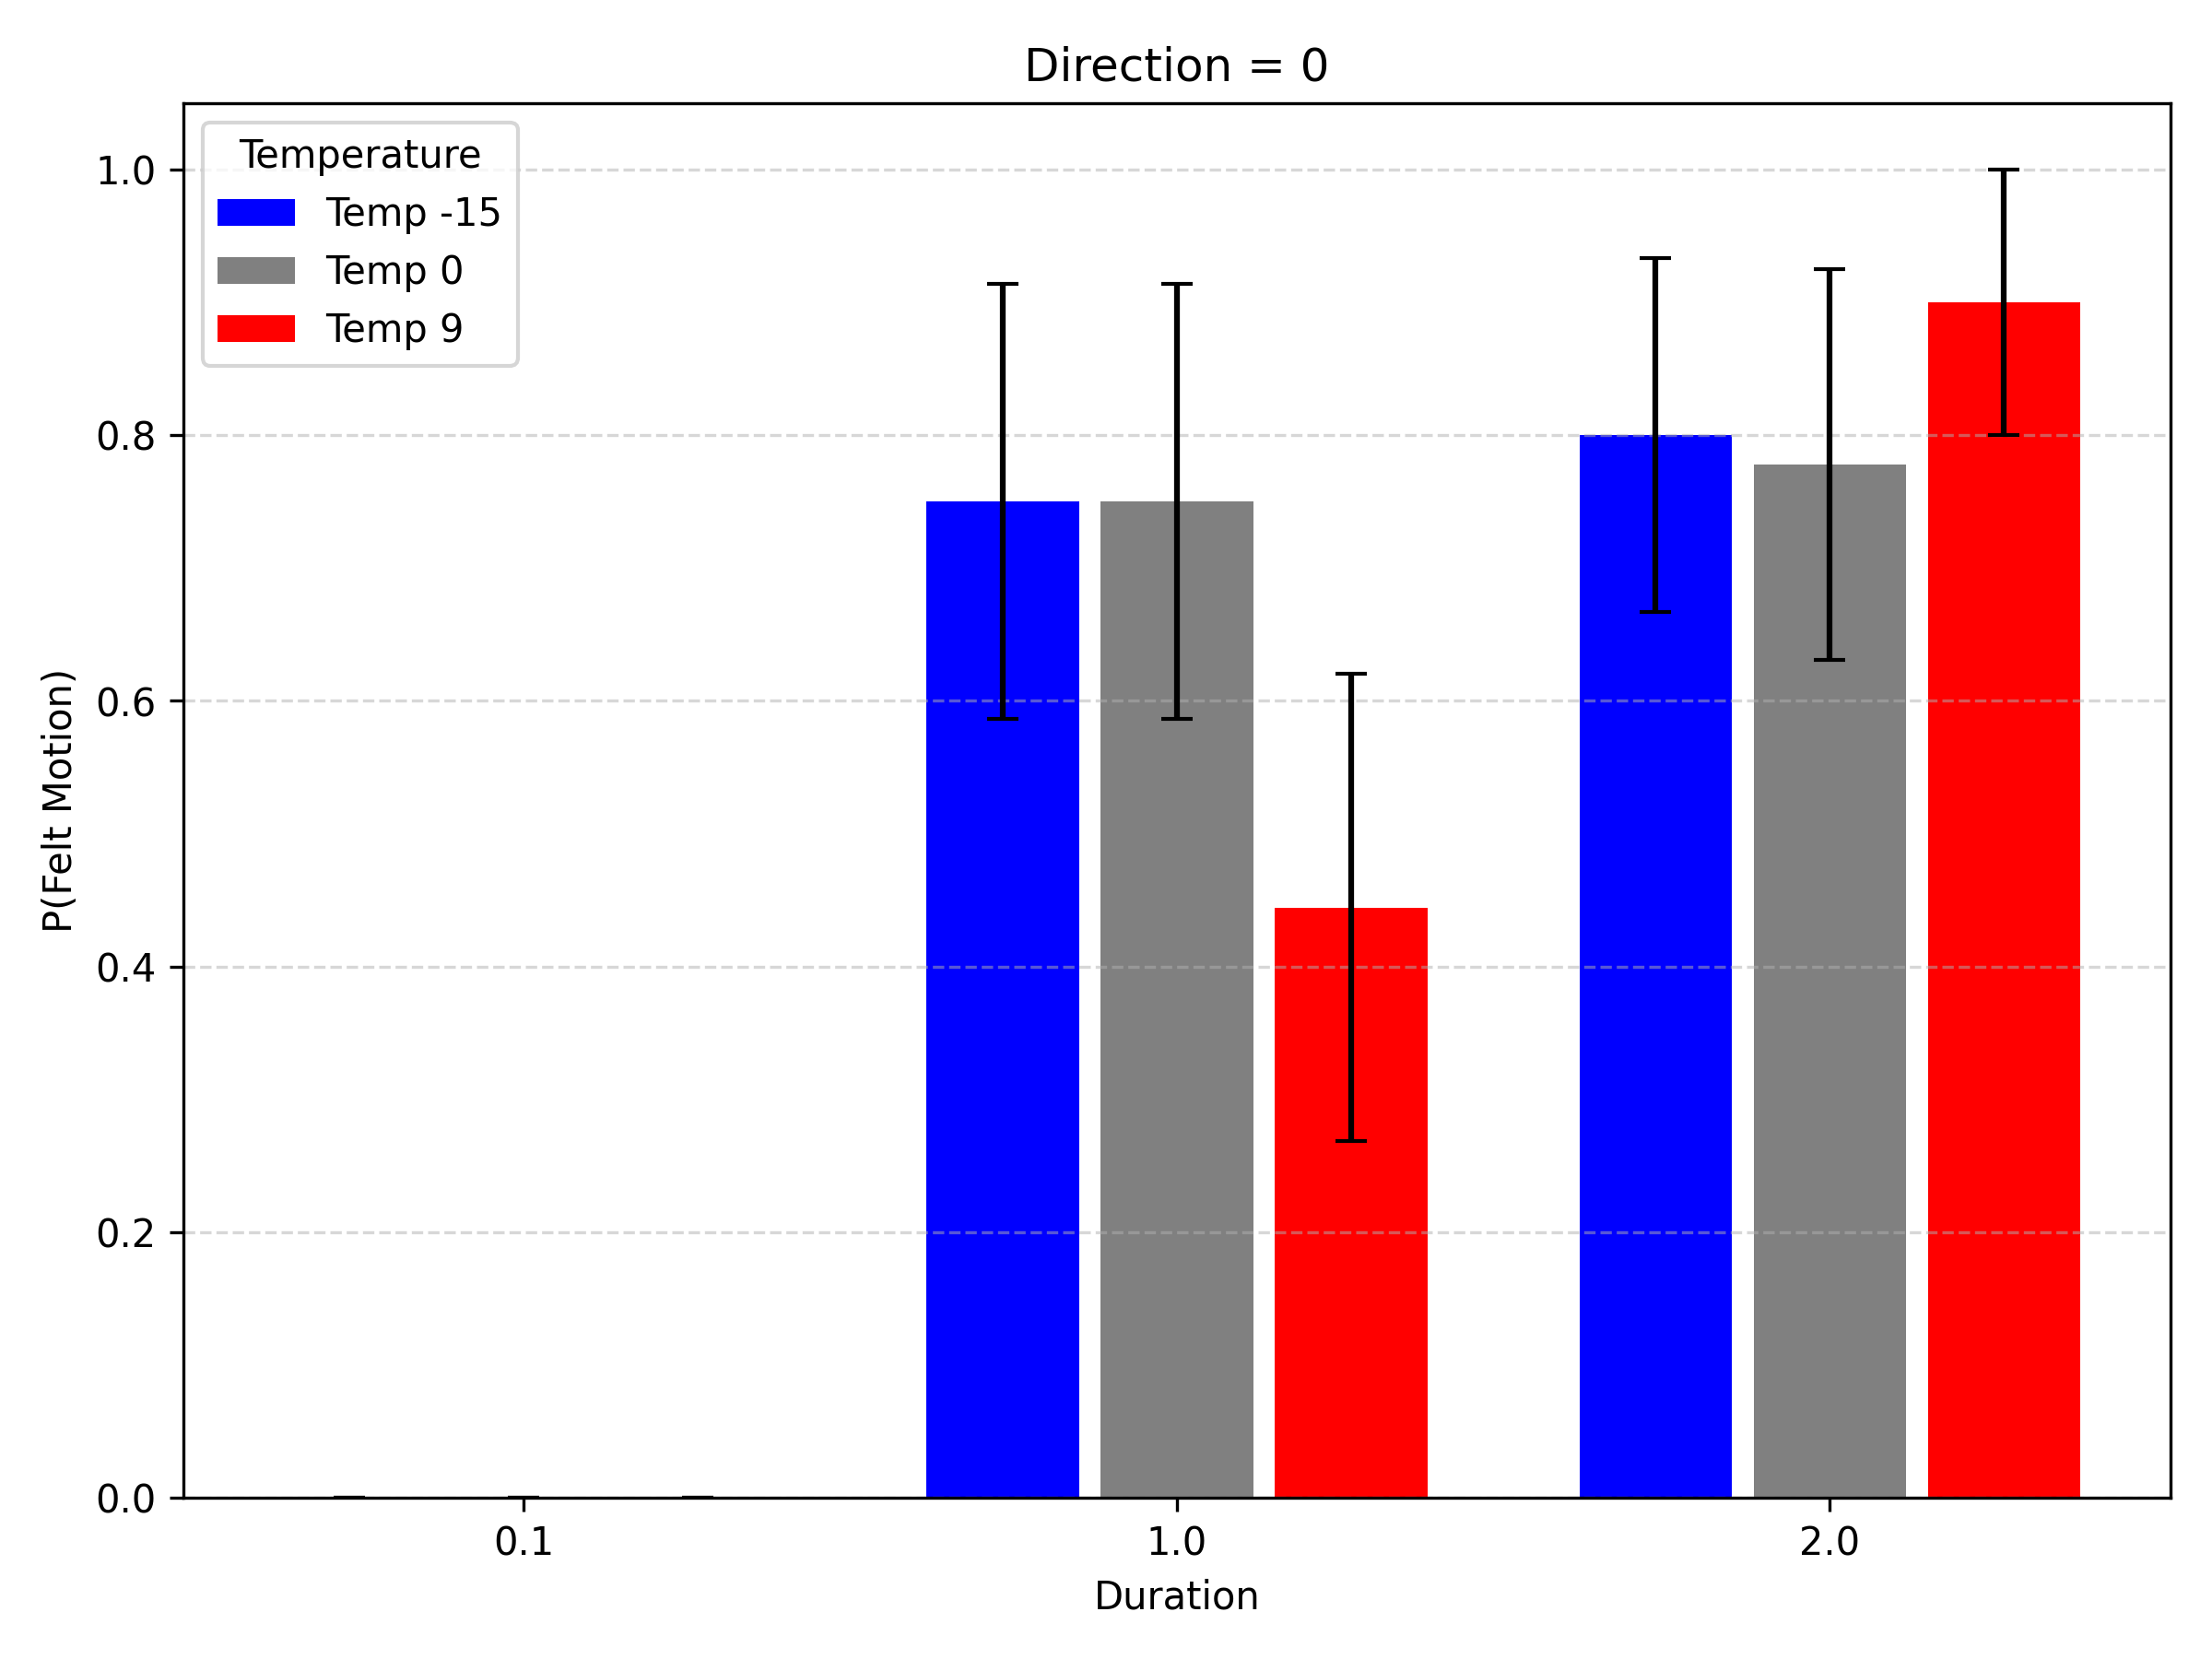 Direction = 0
Temperature
Temp -15
Temp 0
Temp 9
1.0
0.8
0.6
0.4
0.2
0.0
P(Felt Motion)
0.1 1.0 2.0
Duration